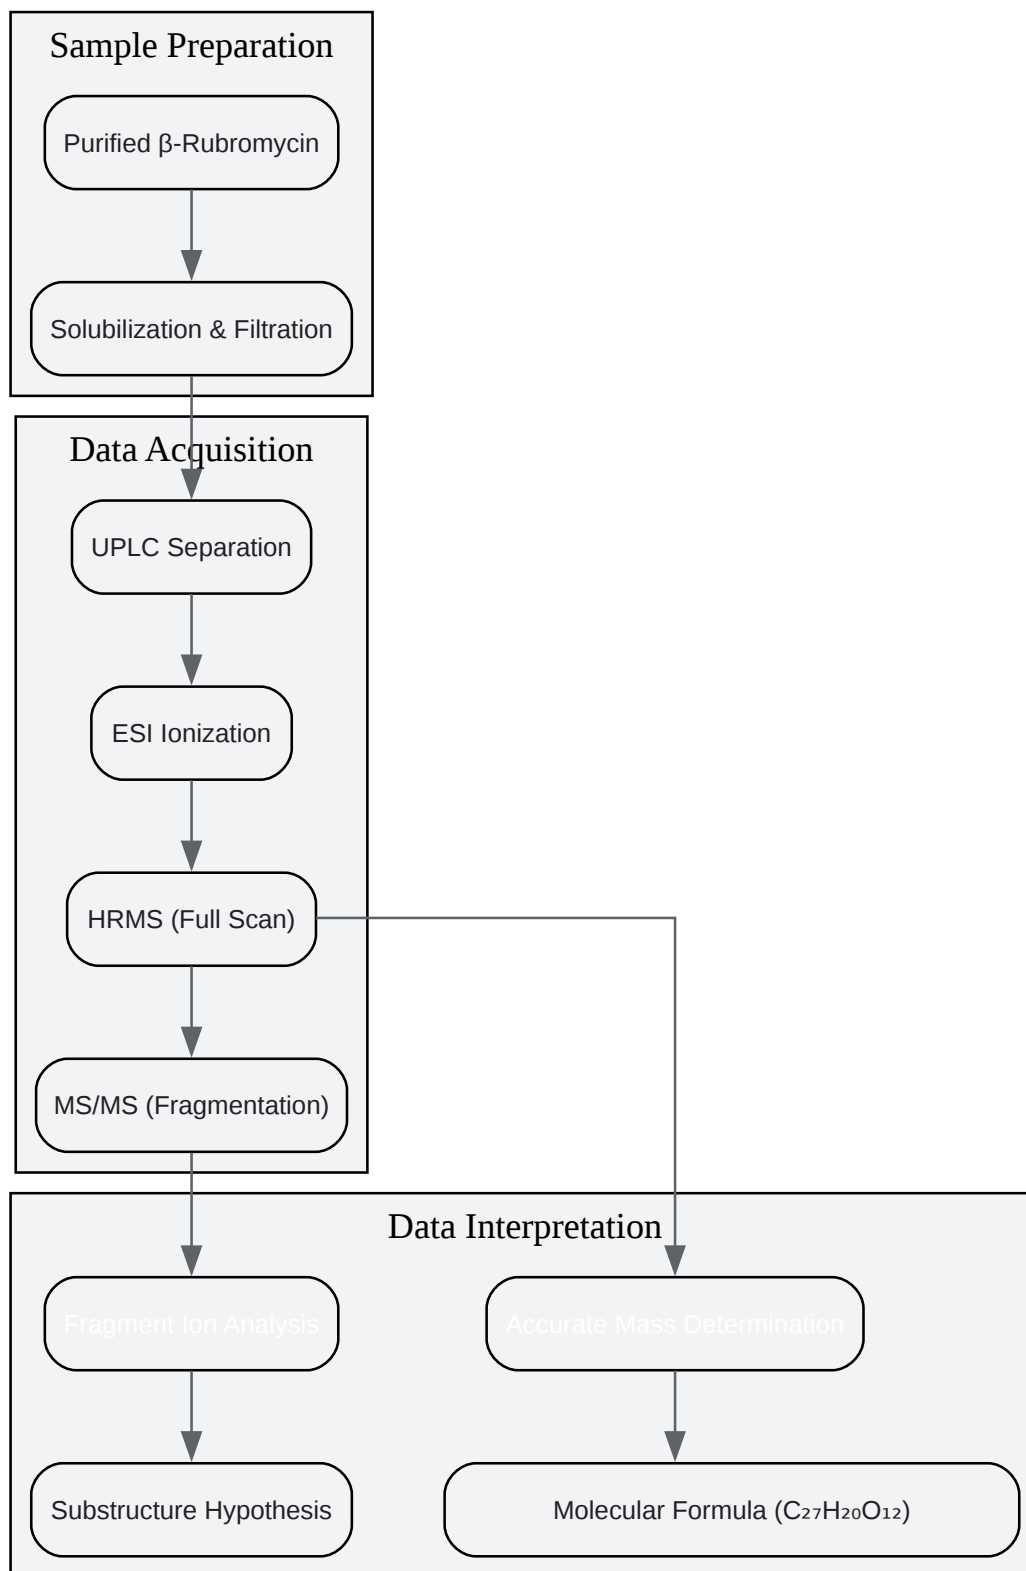 Sample Preparation
Purified β-Rubromycin
Solubilization & Filtration
Data Acquisition
UPLC Separation
ESI Ionization
HRMS (Full Scan)
MS/MS (Fragmentation)
Data Interpretation
Fragment Ion Analysis
Accurate Mass Determination
Substructure Hypothesis
Molecular Formula (C₂₇H₂₀O₁₂)